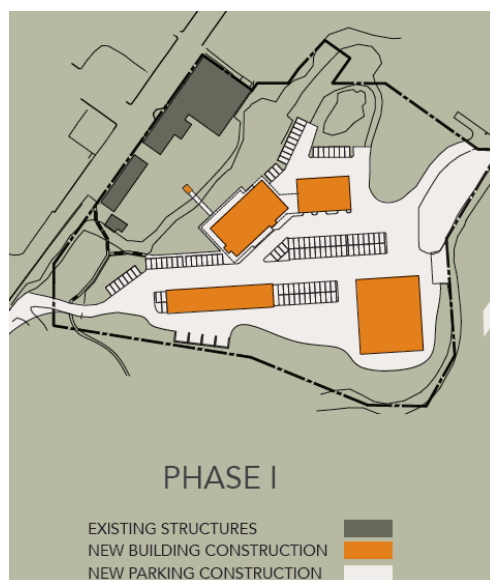 PHASE I
EXISTING STRUCTURES
NEW BUILDING CONSTRUCTION
NEW PARKING CONSTRUCTION